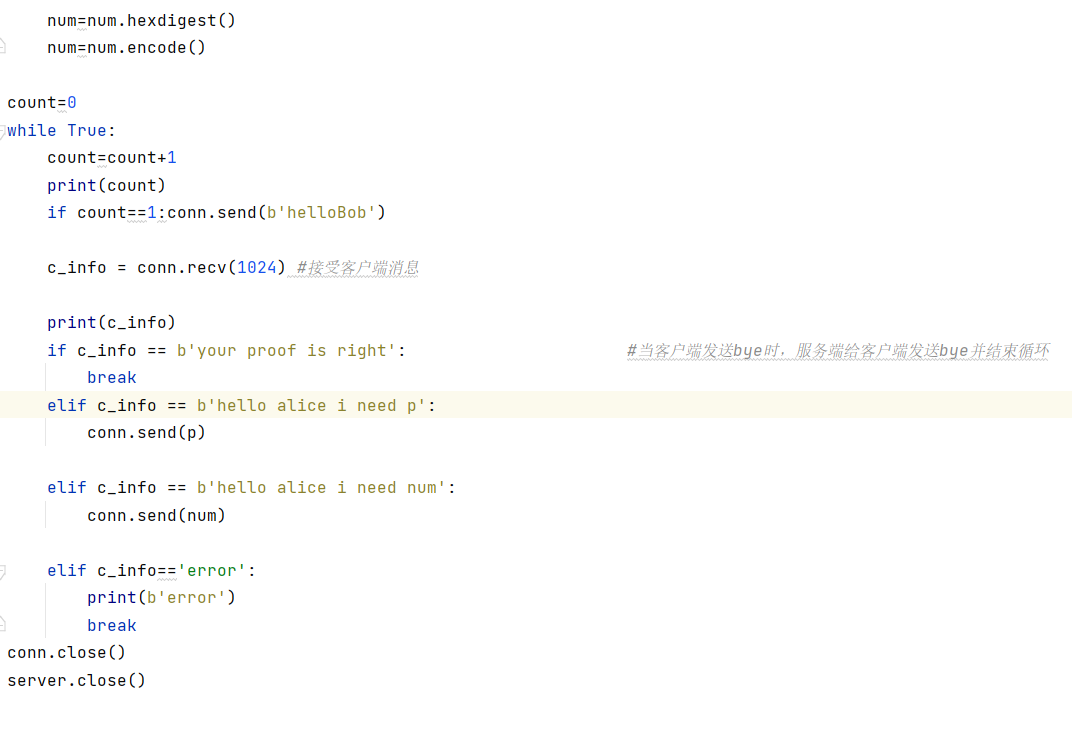 num=num.hexdigest()
num=num.encode()
count=0
while True:
count=count+1
print(count)
if count==1:conn.send(b'helloBob')
c_info = conn.recv(1024) #接受客户端消息
print(c_info)
if c_info == b'your proof is right': #当客户端发送bye时，服务端给客户端发送bye并结束循环
break
elif c_info == b'hello alice i need p':
conn.send(p)
elif c_info == b'hello alice i need num':
conn.send(num)
elif c_info=='error':
print(b'error')
break
conn.close()
server.close()